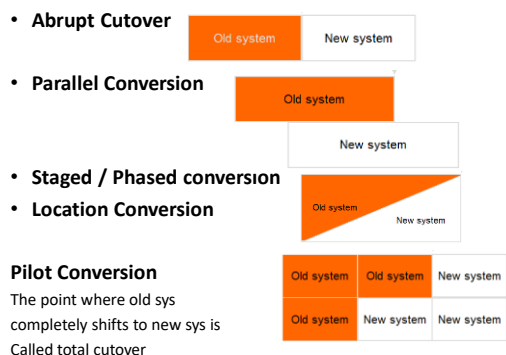 • Abrupt Cutover
Old system New system
• Parallel Conversion
Old system
New system
• Staged / Phased conversion
• Location Conversion
Old system
New system
Pilot Conversion
The point where old sys
completely shifts to new sys is
Called total cutover
Old system Old system New system
Old system New system New system